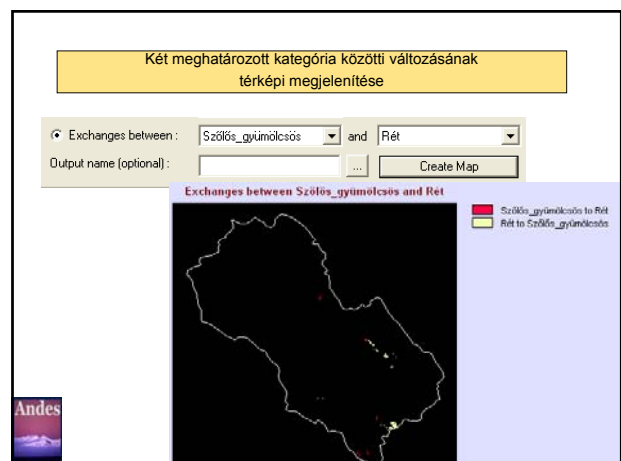 Két meghatározott kategória közötti változásának
térképi megjelenítése
Exchanges between : Szőlős_gyümölcsös and Rét
Output name (optional) : ... Create Map
Exchanges between Szőlös_gyümölcsös and Rét
Szőlős_gyümölcsös to Rét
Rét to Szőlős_gyümölcsös
Andes